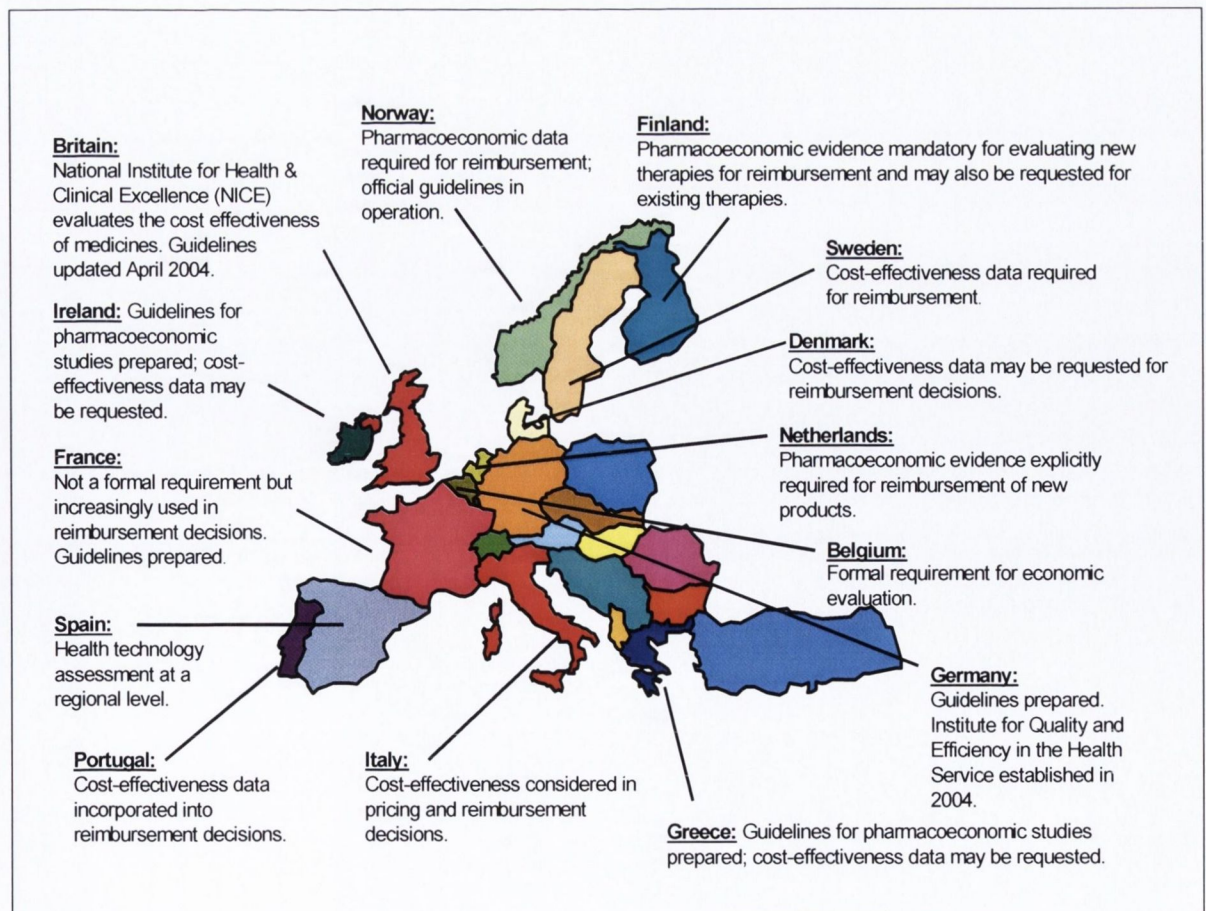 Norway:
Pharmacoeconomic data
required for reimbursement;
official guidelines in
operation.
Finland:
Pharmacoeconomic evidence mandatory for evaluating new
therapies for reimbursement and may also be requested for
existing therapies.
Britain:
National Institute for Health &
Clinical Excellence (NICE)
evaluates the cost effectiveness
of medicines. Guidelines
updated April 2004.
Sweden:
Cost-effectiveness data required
for reimbursement.
Ireland: Guidelines for
pharmacoeconomic
studies prepared; cost-
effectiveness data may
be requested.
Denmark:
Cost-effectiveness data may be requested for
reimbursement decisions.
Netherlands:
Pharmacoeconomic evidence explicitly
required for reimbursement of new
products.
France:
Not a formal requirement but
increasingly used in
reimbursement decisions.
Guidelines prepared.
Belgium:
Formal requirement for economic
evaluation.
Spain:
Health technology
assessment at a
regional level.
Germany:
Guidelines prepared.
Institute for Quality and
Efficiency in the Health
Service established in
2004.
Portugal:
Cost-effectiveness data
incorporated into
reimbursement decisions.
Italy:
Cost-effectiveness considered in
pricing and reimbursement
decisions.
Greece: Guidelines for pharmacoeconomic studies
prepared; cost-effectiveness data may be requested.